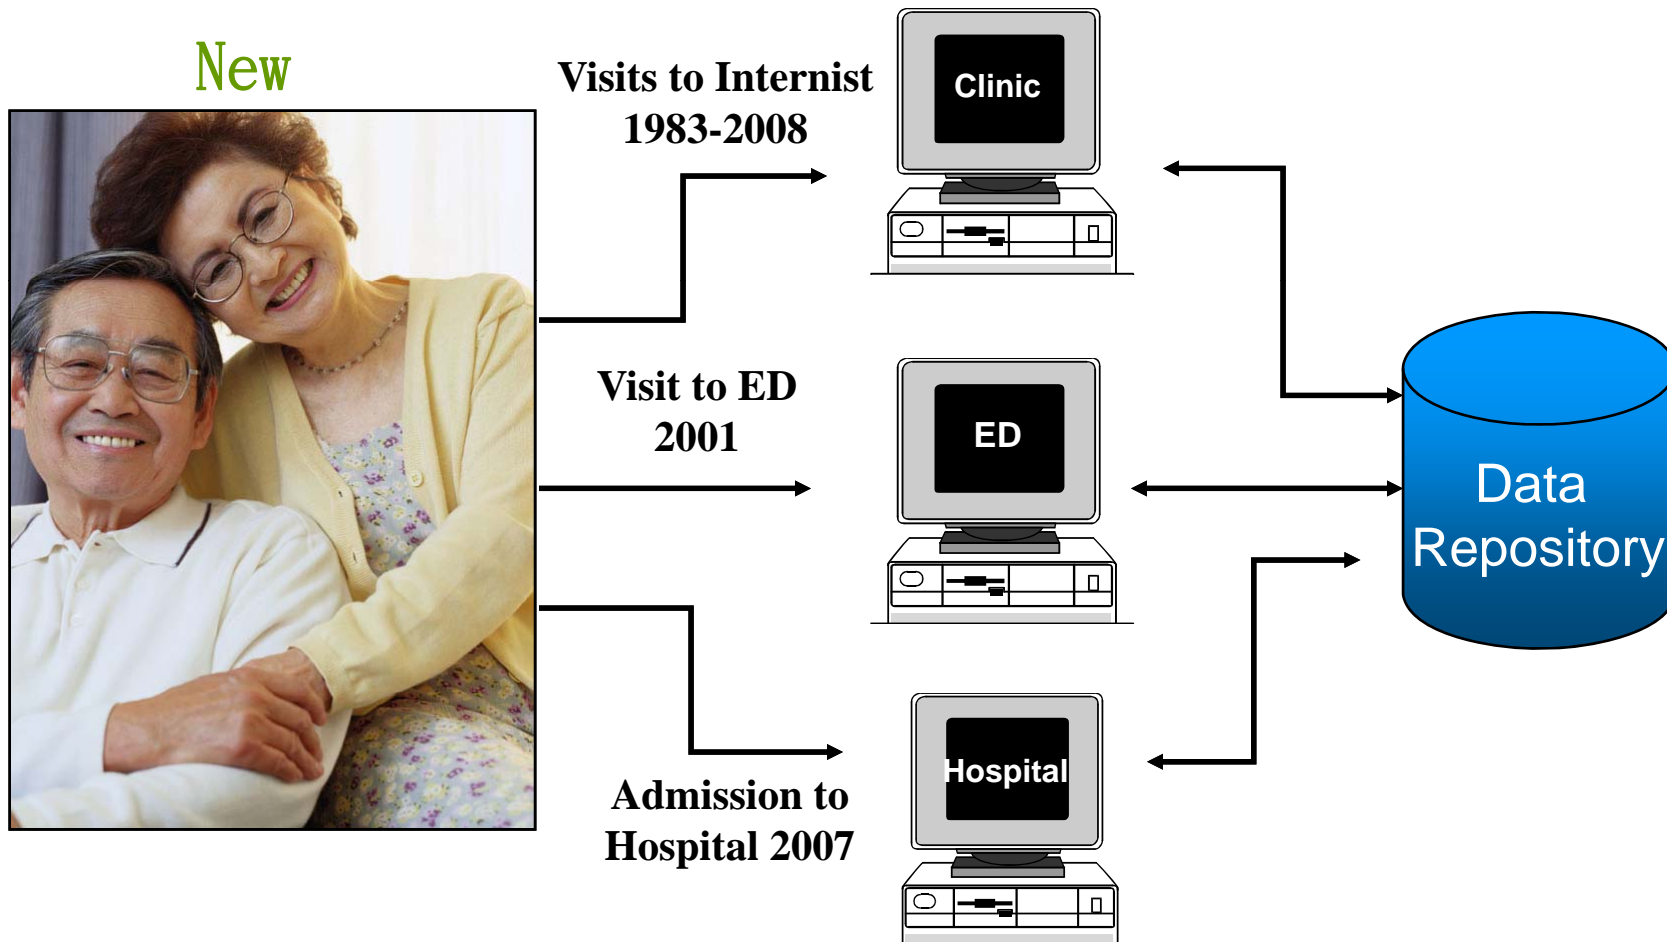 New
Visits to Internist
1983-2008
Clinic
Visit to ED
2001
ED
Data
Repository
Admission to
Hospital 2007
Hospital